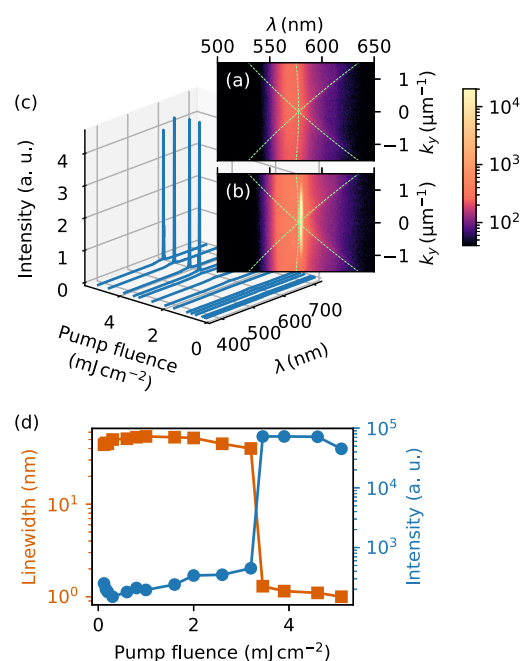 λ (nm)
500 550 600 650
(a)
1
0
−1
k_y (μm⁻¹)
(b)
1
0
−1
k_y (μm⁻¹)
10⁴
10³
10²
(c)
Intensity (a. u.)
4
3
2
1
0
Pump fluence
(mJ cm⁻²)
4
2
0
400
500
600
700
λ (nm)
(d)
Linewidth (nm)
10¹
10⁰
10⁵
10⁴
10³
Intensity (a. u.)
0 2 4
Pump fluence (mJ cm⁻²)